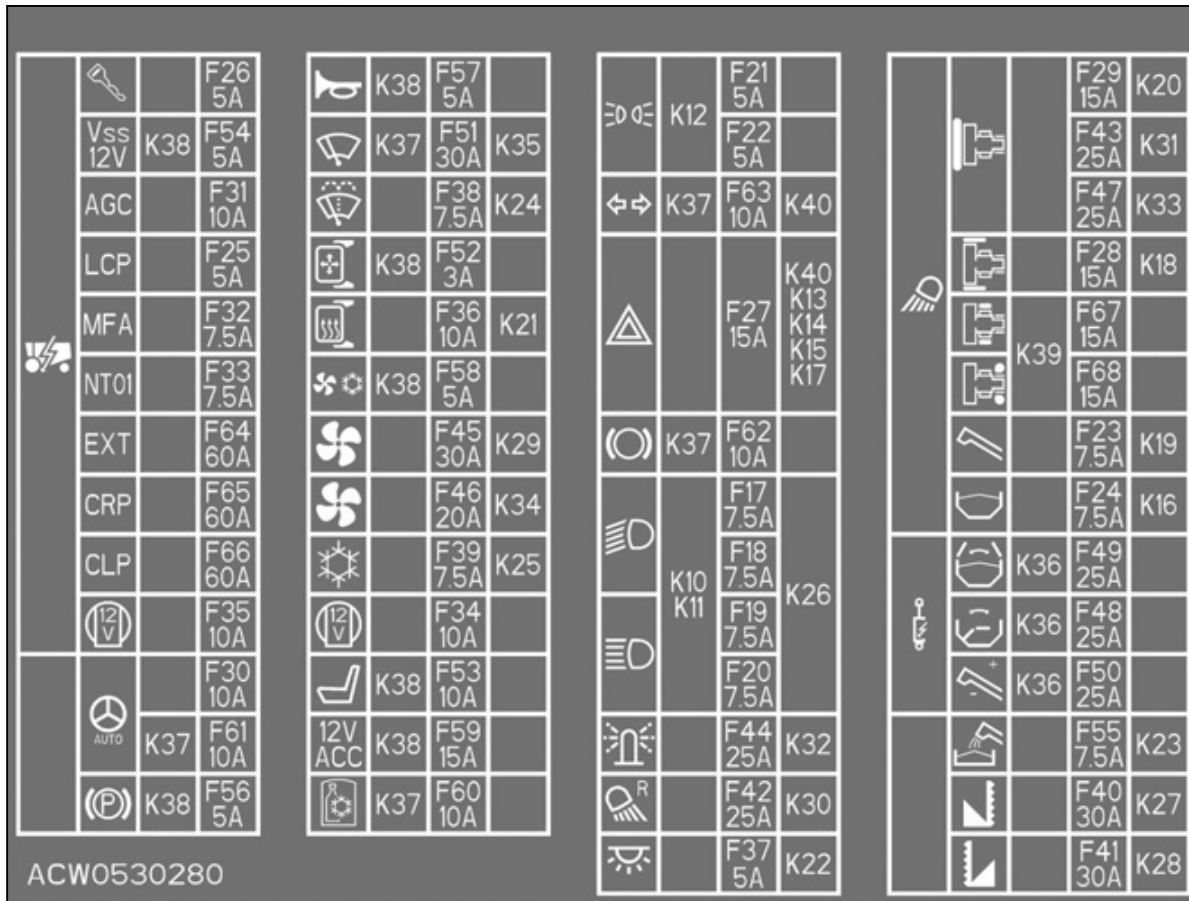 F26
5A
Vss
12V
K38
F54
5A
AGC
F31
10A
LCP
F25
5A
MFA
F32
7.5A
NT01
F33
7.5A
EXT
F64
60A
CRP
F65
60A
CLP
F66
60A
12
V
F35
10A
AUTO
F30
10A
K37
F61
10A
P
K38
F56
5A
K38
F57
5A
K37
F51
30A
K35
F38
7.5A
K24
K38
F52
3A
F36
10A
K21
K38
F58
5A
F45
30A
K29
F46
20A
K34
F39
7.5A
K25
12
V
F34
10A
K38
F53
10A
12V
ACC
K38
F59
15A
K37
F60
10A
K12
F21
5A
F22
5A
K37
F63
10A
K40
F27
15A
K40
K13
K14
K15
K17
K37
F62
10A
K10
K11
F17
7.5A
F18
7.5A
F19
7.5A
F20
7.5A
K26
F44
25A
K32
R
F42
25A
K30
F37
5A
K22
F29
15A
K20
F43
25A
K31
F47
25A
K33
F28
15A
K18
K39
F67
15A
F68
15A
F23
7.5A
K19
F24
7.5A
K16
K36
F49
25A
K36
F48
25A
+
-
K36
F50
25A
F55
7.5A
K23
F40
30A
K27
F41
30A
K28
ACW0530280